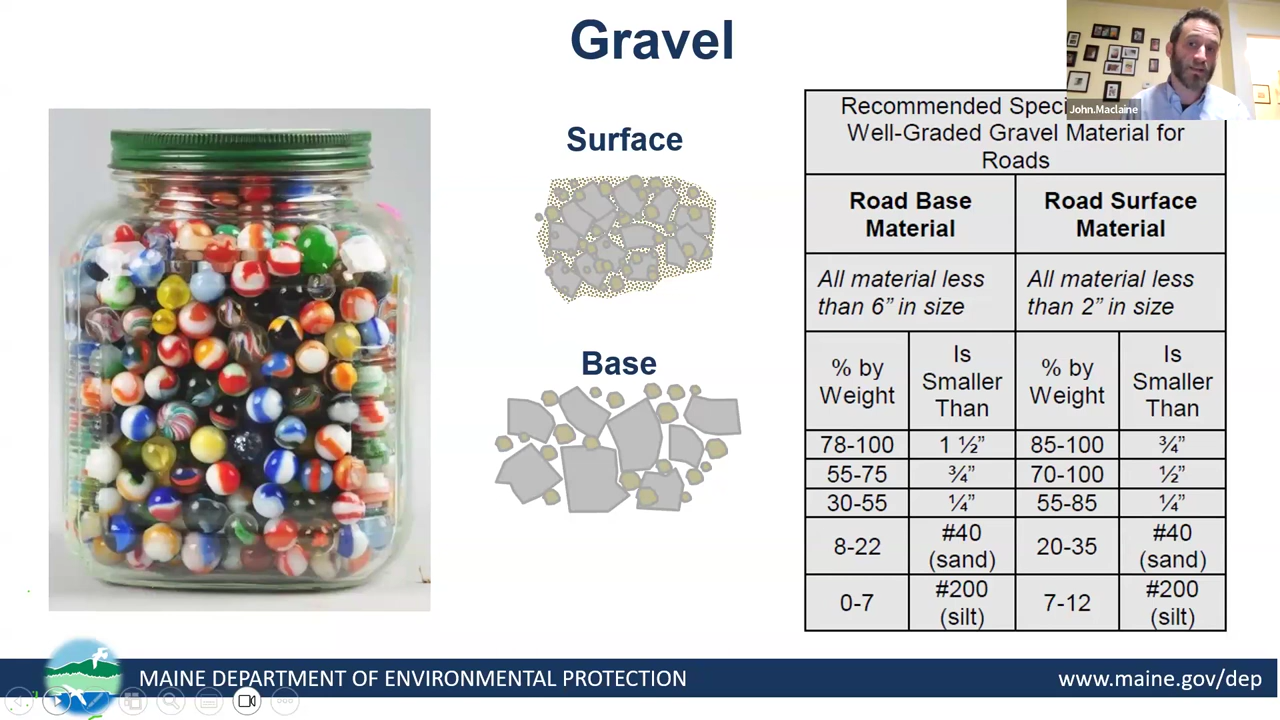 Gravel
Surface
Base
John.Maclaine
Recommended
Well-Graded Gravel Material for
Roads
Road Base
Material
Road Surface
Material
All material less
than 6” in size
All material less
than 2” in size
% by
Weight
Is
Smaller
Than
% by
Weight
Is
Smaller
Than
78-100 1 ½” 85-100 ¾”
55-75 ¾” 70-100 ½”
30-55 ¼” 55-85 ¼”
8-22 #40 (sand) 20-35 #40 (sand)
0-7 #200 (silt) 7-12 #200 (silt)
MAINE DEPARTMENT OF ENVIRONMENTAL PROTECTION
www.maine.gov/dep